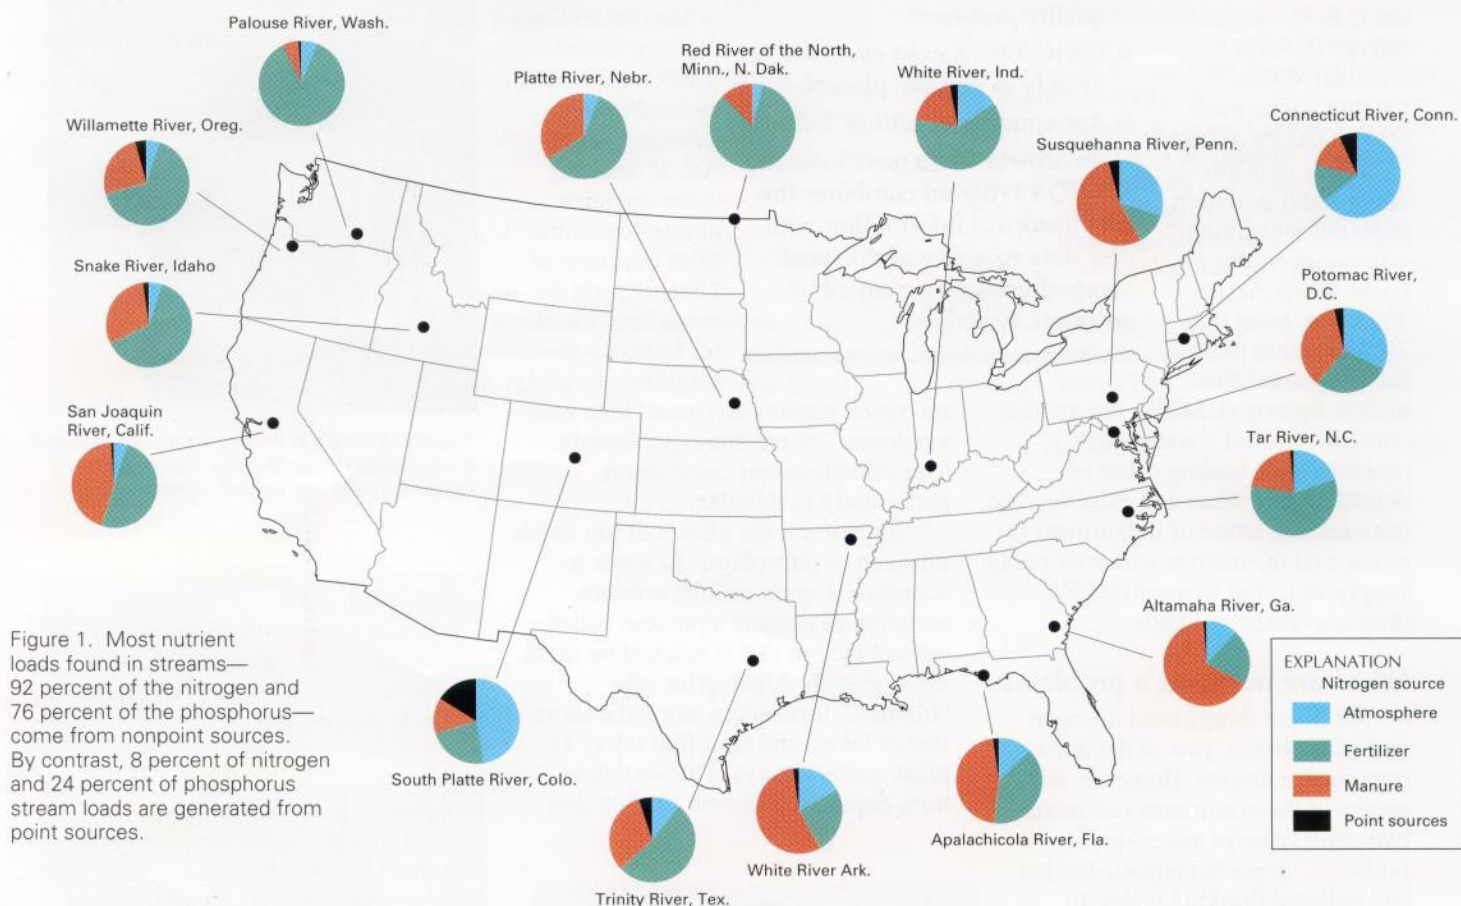 Palouse River, Wash.
Platte River, Nebr.
Red River of the North,
Minn., N. Dak.
White River, Ind.
Connecticut River, Conn.
Willamette River, Oreg.
Susquehanna River, Penn.
Snake River, Idaho
Potomac River,
D.C.
San Joaquin
River, Calif.
Tar River, N.C.
Altamaha River, Ga.
Figure 1. Most nutrient
loads found in streams—
92 percent of the nitrogen and
76 percent of the phosphorus—
come from nonpoint sources.
By contrast, 8 percent of nitrogen
and 24 percent of phosphorus
stream loads are generated from
point sources.
EXPLANATION
Nitrogen source
Atmosphere
Fertilizer
Manure
Point sources
South Platte River, Colo.
Apalachicola River, Fla.
White River Ark.
Trinity River, Tex.